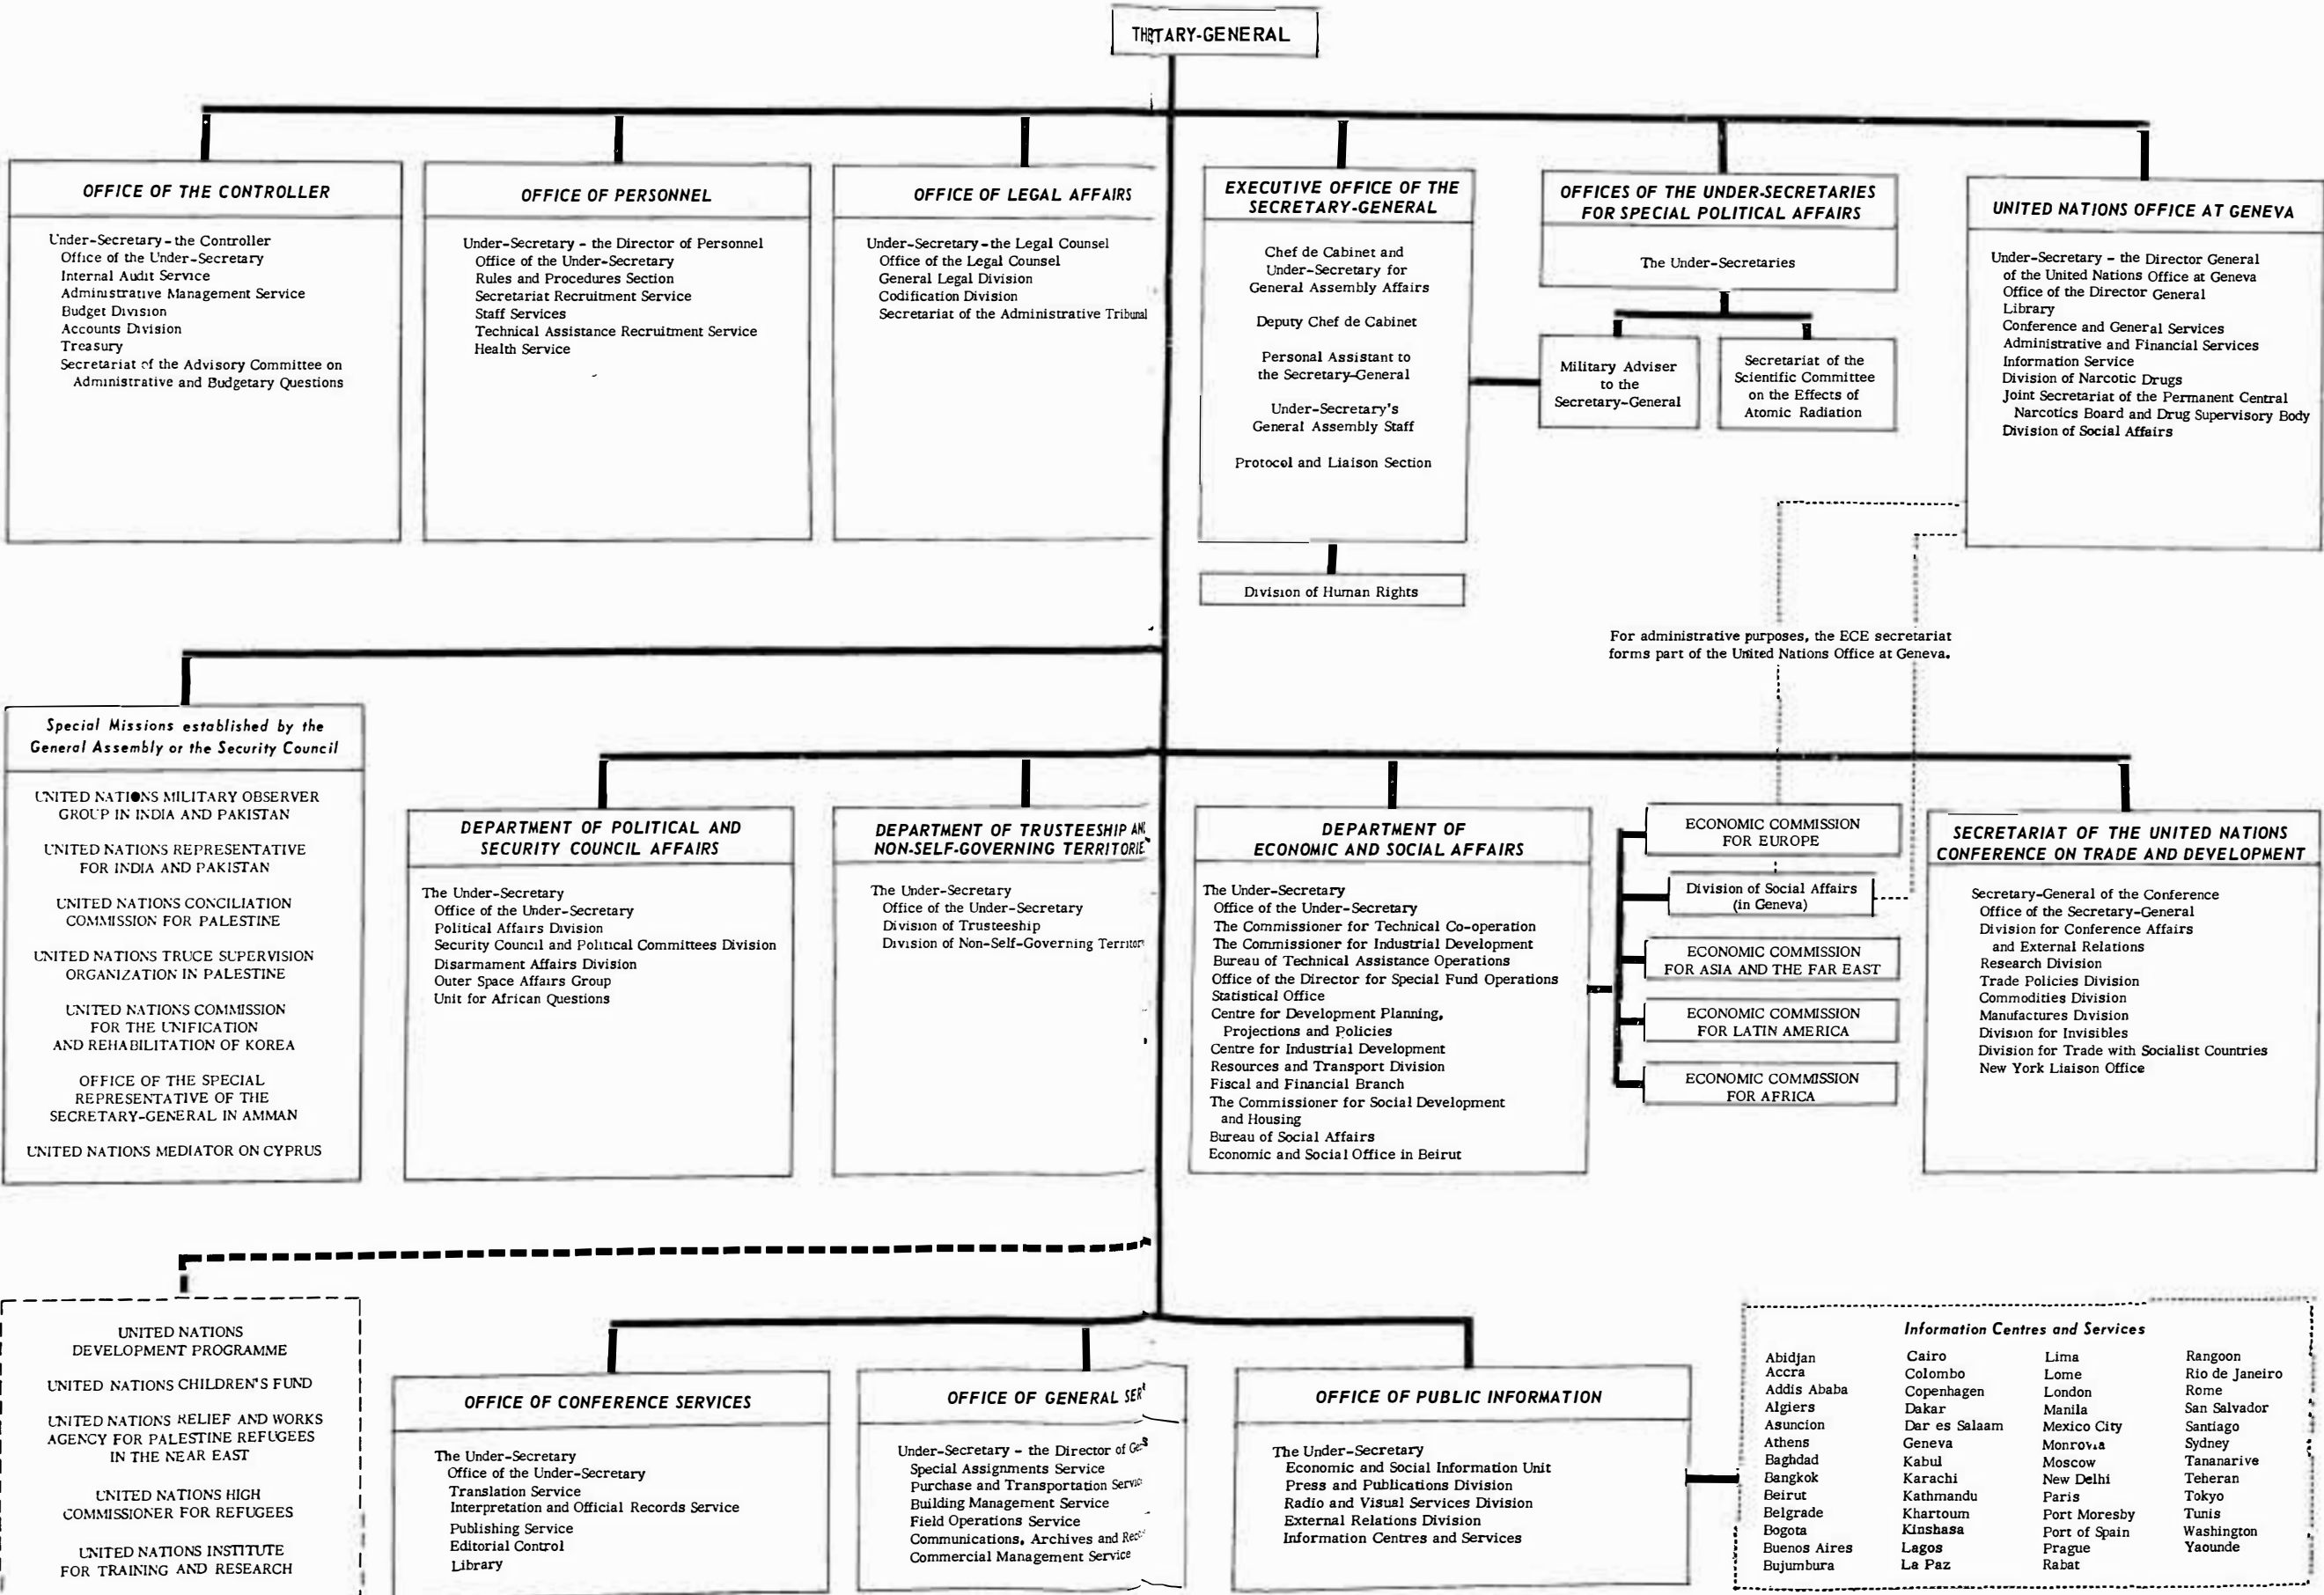 THE TARY-GENERAL
OFFICE OF THE CONTROLLER
Under-Secretary - the Controller
Office of the Under-Secretary
Internal Audit Service
Administrative Management Service
Budget Division
Accounts Division
Treasury
Secretariat of the Advisory Committee on
Administrative and Budgetary Questions
OFFICE OF PERSONNEL
Under-Secretary - the Director of Personnel
Office of the Under-Secretary
Rules and Procedures Section
Secretariat Recruitment Service
Staff Services
Technical Assistance Recruitment Service
Health Service
OFFICE OF LEGAL AFFAIRS
Under-Secretary - the Legal Counsel
Office of the Legal Counsel
General Legal Division
Codification Division
Secretariat of the Administrative Tribunal
EXECUTIVE OFFICE OF THE
SECRETARY-GENERAL
Chef de Cabinet and
Under-Secretary for
General Assembly Affairs
Deputy Chef de Cabinet
Personal Assistant to
the Secretary-General
Under-Secretary's
General Assembly Staff
Protocol and Liaison Section
Division of Human Rights
OFFICES OF THE UNDER-SECRETARIES
FOR SPECIAL POLITICAL AFFAIRS
The Under-Secretaries
Military Adviser
to the
Secretary-General
Secretariat of the
Scientific Committee
on the Effects of
Atomic Radiation
UNITED NATIONS OFFICE AT GENEVA
Under-Secretary - the Director General
of the United Nations Office at Geneva
Office of the Director General
Library
Conference and General Services
Administrative and Financial Services
Information Service
Division of Narcotic Drugs
Joint Secretariat of the Permanent Central
Narcotics Board and Drug Supervisory Body
Division of Social Affairs
For administrative purposes, the ECE secretariat
forms part of the United Nations Office at Geneva.
Special Missions established by the
General Assembly or the Security Council
UNITED NATIONS MILITARY OBSERVER
GROUP IN INDIA AND PAKISTAN
UNITED NATIONS REPRESENTATIVE
FOR INDIA AND PAKISTAN
UNITED NATIONS CONCILIATION
COMMISSION FOR PALESTINE
UNITED NATIONS TRUCE SUPERVISION
ORGANIZATION IN PALESTINE
UNITED NATIONS COMMISSION
FOR THE UNIFICATION
AND REHABILITATION OF KOREA
OFFICE OF THE SPECIAL
REPRESENTATIVE OF THE
SECRETARY-GENERAL IN AMMAN
UNITED NATIONS MEDIATOR ON CYPRUS
DEPARTMENT OF POLITICAL AND
SECURITY COUNCIL AFFAIRS
The Under-Secretary
Office of the Under-Secretary
Political Affairs Division
Security Council and Political Committees Division
Disarmament Affairs Division
Outer Space Affairs Group
Unit for African Questions
DEPARTMENT OF TRUSTEESHIP AN
NON-SELF-GOVERNING TERRITORIE
The Under-Secretary
Office of the Under-Secretary
Division of Trusteeship
Division of Non-Self-Governing Territor
DEPARTMENT OF
ECONOMIC AND SOCIAL AFFAIRS
The Under-Secretary
Office of the Under-Secretary
The Commissioner for Technical Co-operation
The Commissioner for Industrial Development
Bureau of Technical Assistance Operations
Office of the Director for Special Fund Operations
Statistical Office
Centre for Development Planning,
Projections and Policies
Centre for Industrial Development
Resources and Transport Division
Fiscal and Financial Branch
The Commissioner for Social Development
and Housing
Bureau of Social Affairs
Economic and Social Office in Beirut
ECONOMIC COMMISSION
FOR EUROPE
Division of Social Affairs
(in Geneva)
ECONOMIC COMMISSION
FOR ASIA AND THE FAR EAST
ECONOMIC COMMISSION
FOR LATIN AMERICA
ECONOMIC COMMISSION
FOR AFRICA
SECRETARIAT OF THE UNITED NATIONS
CONFERENCE ON TRADE AND DEVELOPMENT
Secretary-General of the Conference
Office of the Secretary-General
Division for Conference Affairs
and External Relations
Research Division
Trade Policies Division
Commodities Division
Manufactures Division
Division for Invisibles
Division for Trade with Socialist Countries
New York Liaison Office
UNITED NATIONS
DEVELOPMENT PROGRAMME
UNITED NATIONS CHILDREN'S FUND
UNITED NATIONS RELIEF AND WORKS
AGENCY FOR PALESTINE REFUGEES
IN THE NEAR EAST
UNITED NATIONS HIGH
COMMISSIONER FOR REFUGEES
UNITED NATIONS INSTITUTE
FOR TRAINING AND RESEARCH
OFFICE OF CONFERENCE SERVICES
The Under-Secretary
Office of the Under-Secretary
Translation Service
Interpretation and Official Records Service
Publishing Service
Editorial Control
Library
OFFICE OF GENERAL SER
Under-Secretary - the Director of
Special Assignments Service
Purchase and Transportation Servic
Building Management Service
Field Operations Service
Communications, Archives and Rec
Commercial Management Service
OFFICE OF PUBLIC INFORMATION
The Under-Secretary
Economic and Social Information Unit
Press and Publications Division
Radio and Visual Services Division
External Relations Division
Information Centres and Services
Information Centres and Services
Abidjan
Accra
Addis Ababa
Algiers
Asuncion
Athens
Baghdad
Bangkok
Beirut
Belgrade
Bogota
Buenos Aires
Bujumbura
Cairo
Colombo
Copenhagen
Dakar
Dar es Salaam
Geneva
Kabul
Karachi
Kathmandu
Khartoum
Kinshasa
Lagos
La Paz
Lima
Lome
London
Manila
Mexico City
Monrovia
Moscow
New Delhi
Paris
Port Moresby
Port of Spain
Prague
Rabat
Rangoon
Rio de Janeiro
Rome
San Salvador
Santiago
Sydney
Tananarive
Teheran
Tokyo
Tunis
Washington
Yaounde